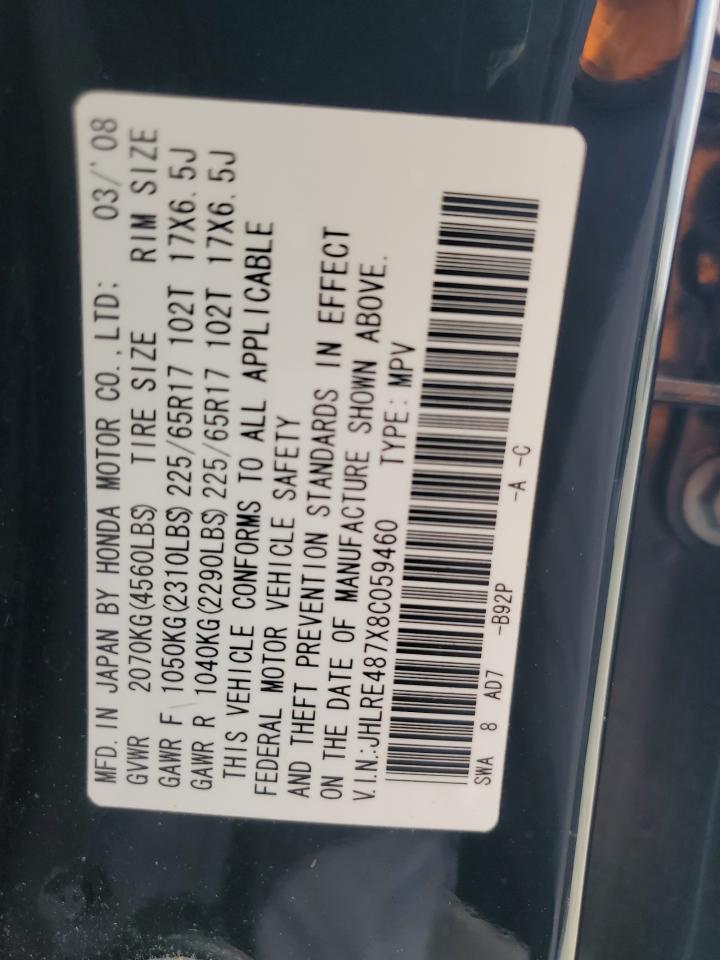 MFD. IN JAPAN BY HONDA MOTOR CO., LTD: 03/'08
GVWR 2070KG(4560LBS) TIRE SIZE RIM SIZE
GAWR F 1050KG(2310LBS) 225/65R17 102T 17X6.5J
GAWR R 1040KG(2290LBS) 225/65R17 102T 17X6.5J
THIS VEHICLE CONFORMS TO ALL APPLICABLE
FEDERAL MOTOR VEHICLE SAFETY
AND THEFT PREVENTION STANDARDS IN EFFECT
ON THE DATE OF MANUFACTURE SHOWN ABOVE.
V.I.N.:JHLRE487X8C059460 TYPE: MPV
SWA 8 AD7 -B92P -A -C